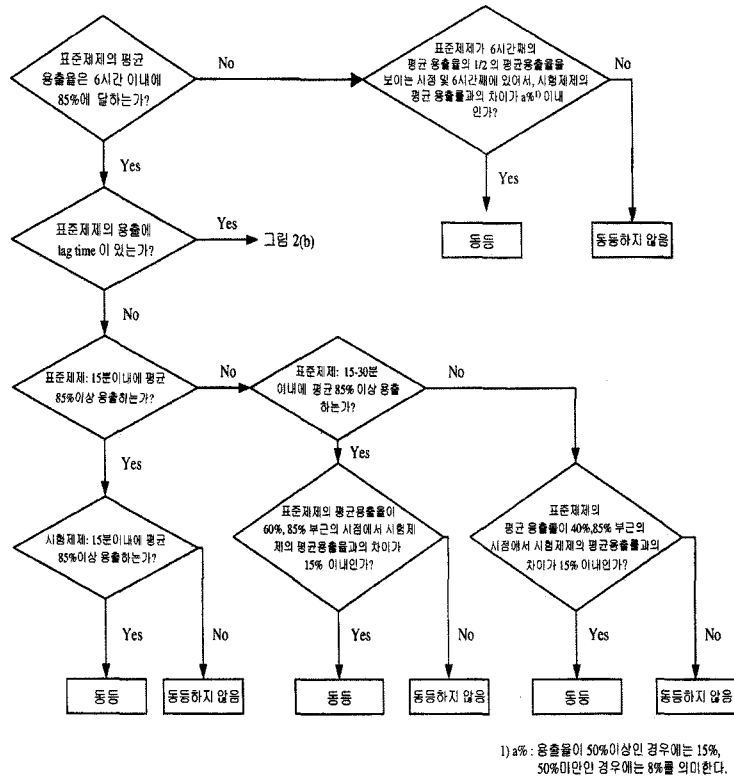 표준제제의 평균
용출율은 6시간 이내에
85%에 달하는가?
No
표준제제가 6시간째의
평균 용출율의 1/2 의 평균용출률을
보이는 시점 및 6시간째에 있어서, 시험제제의
평균 용출률과의 차이가 a%1) 이내
인가?
No
Yes
Yes
동등
동등하지 않음
표준제제의 용출에
lag time 이 있는가?
Yes
그림 2(b)
No
표준제제: 15분이내에 평균
85%이상 용출하는가?
No
표준제제: 15-30분
이내에 평균 85% 이상 용출
하는가?
No
Yes
Yes
시험제제: 15분이내에 평균
85%이상 용출하는가?
표준제제의 평균용출율이
60%, 85% 부근의 시점에서 시험제
제의 평균용출률과의 차이가
15% 이내인가?
표준제제의
평균 용출률이 40%,85% 부근의
시점에서 시험제제의 평균용출률과의
차이가 15% 이내인가?
Yes
No
Yes
No
Yes
No
동등
동등하지 않음
동등
동등하지 않음
동등
동등하지 않음
1) a% : 용출율이 50%이상인 경우에는 15%,
50%미만인 경우에는 8%를 의미한다.